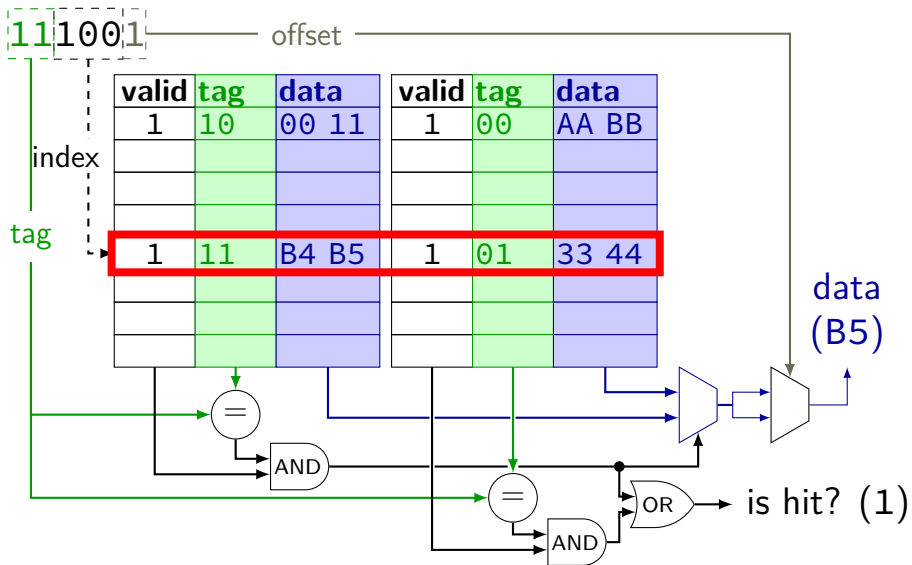 111001
offset
valid tag data valid tag data
1 10 00 11 1 00 AA BB
index
tag
1 11 B4 B5 1 01 33 44
data
(B5)
=
AND
=
OR
is hit? (1)
AND